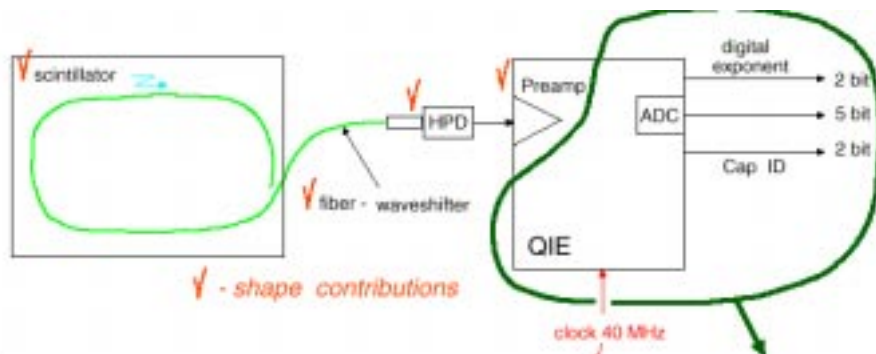 √ scintillator
√
HPD
√ fiber - waveshifter
√ - shape contributions
√
Preamp
ADC
QIE
digital
exponent
2 bit
5 bit
2 bit
Cap ID
clock 40 MHz